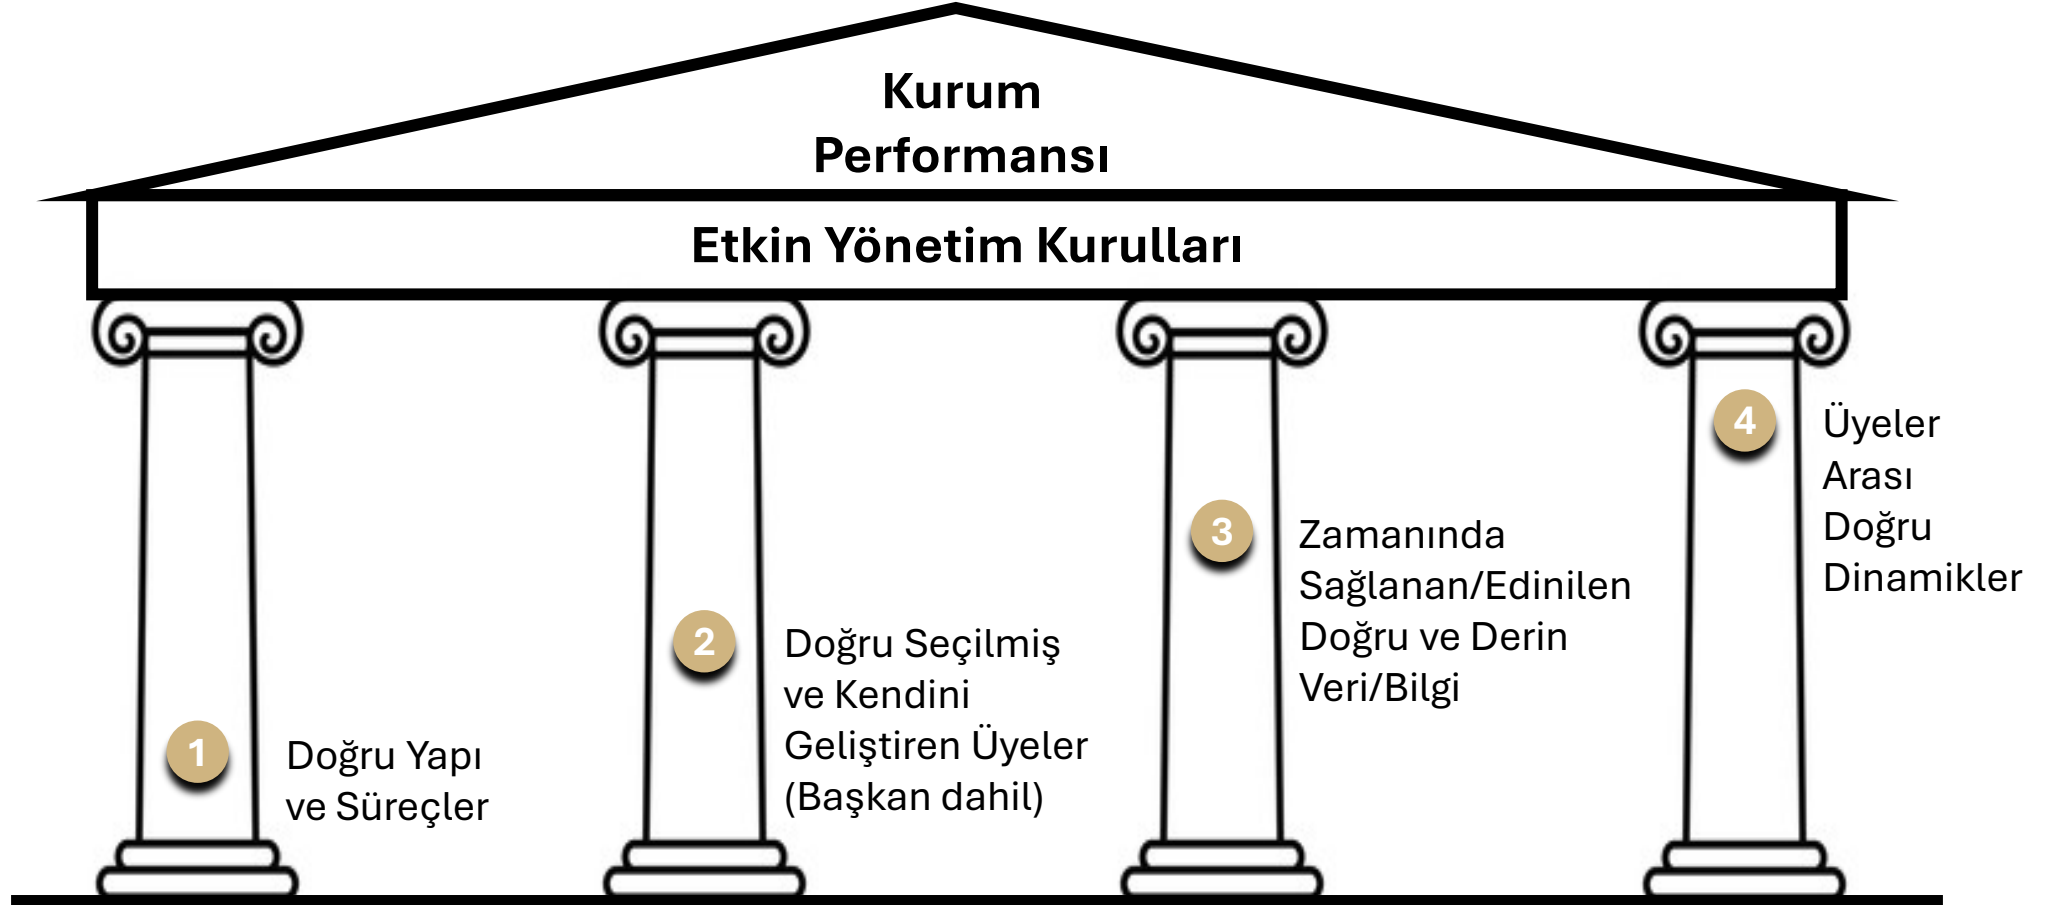 Kurum
Performansı
Etkin Yönetim Kurulları
1
Doğru Yapı
ve Süreçler
2
Doğru Seçilmiş
ve Kendini
Geliştiren Üyeler
(Başkan dahil)
3
Zamanında
Sağlanan/Edinilen
Doğru ve Derin
Veri/Bilgi
4
Üyeler
Arası
Doğru
Dinamikler